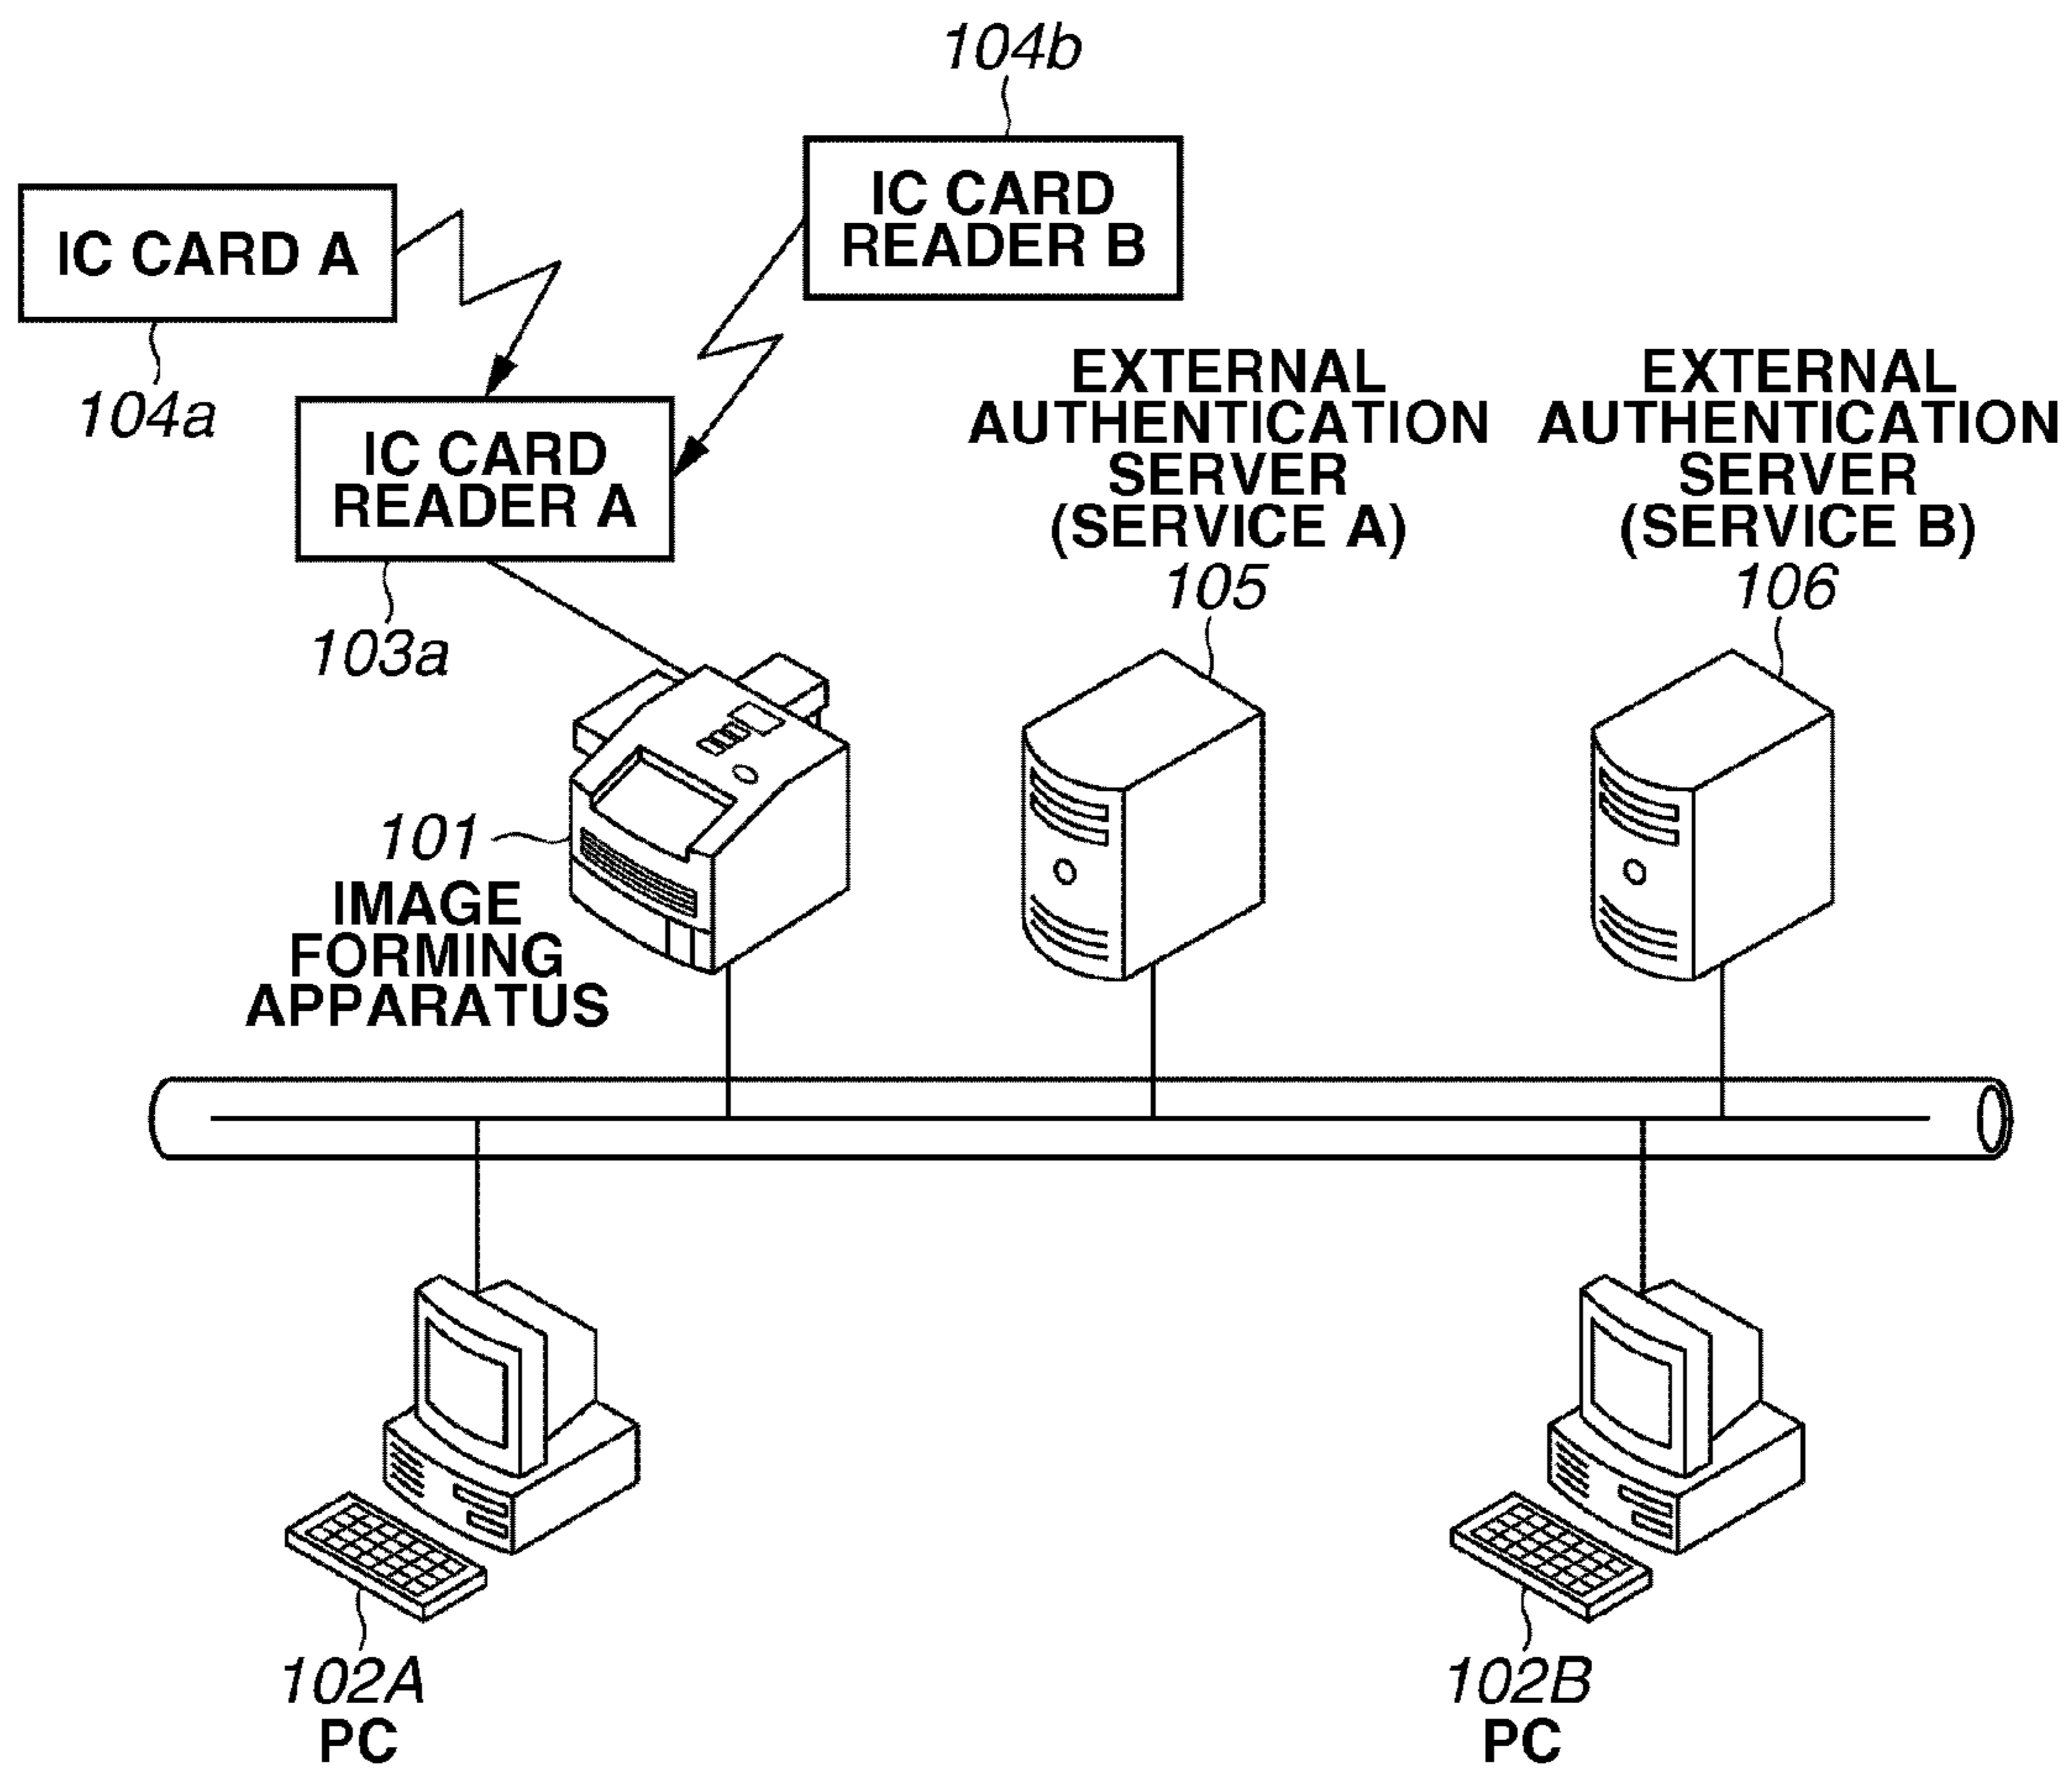 104b
IC CARD
READER B
IC CARD A
104a
IC CARD
READER A
103a
EXTERNAL
AUTHENTICATION
SERVER
(SERVICE A)
105
EXTERNAL
AUTHENTICATION
SERVER
(SERVICE B)
106
101
IMAGE
FORMING
APPARATUS
102A
PC
102B
PC